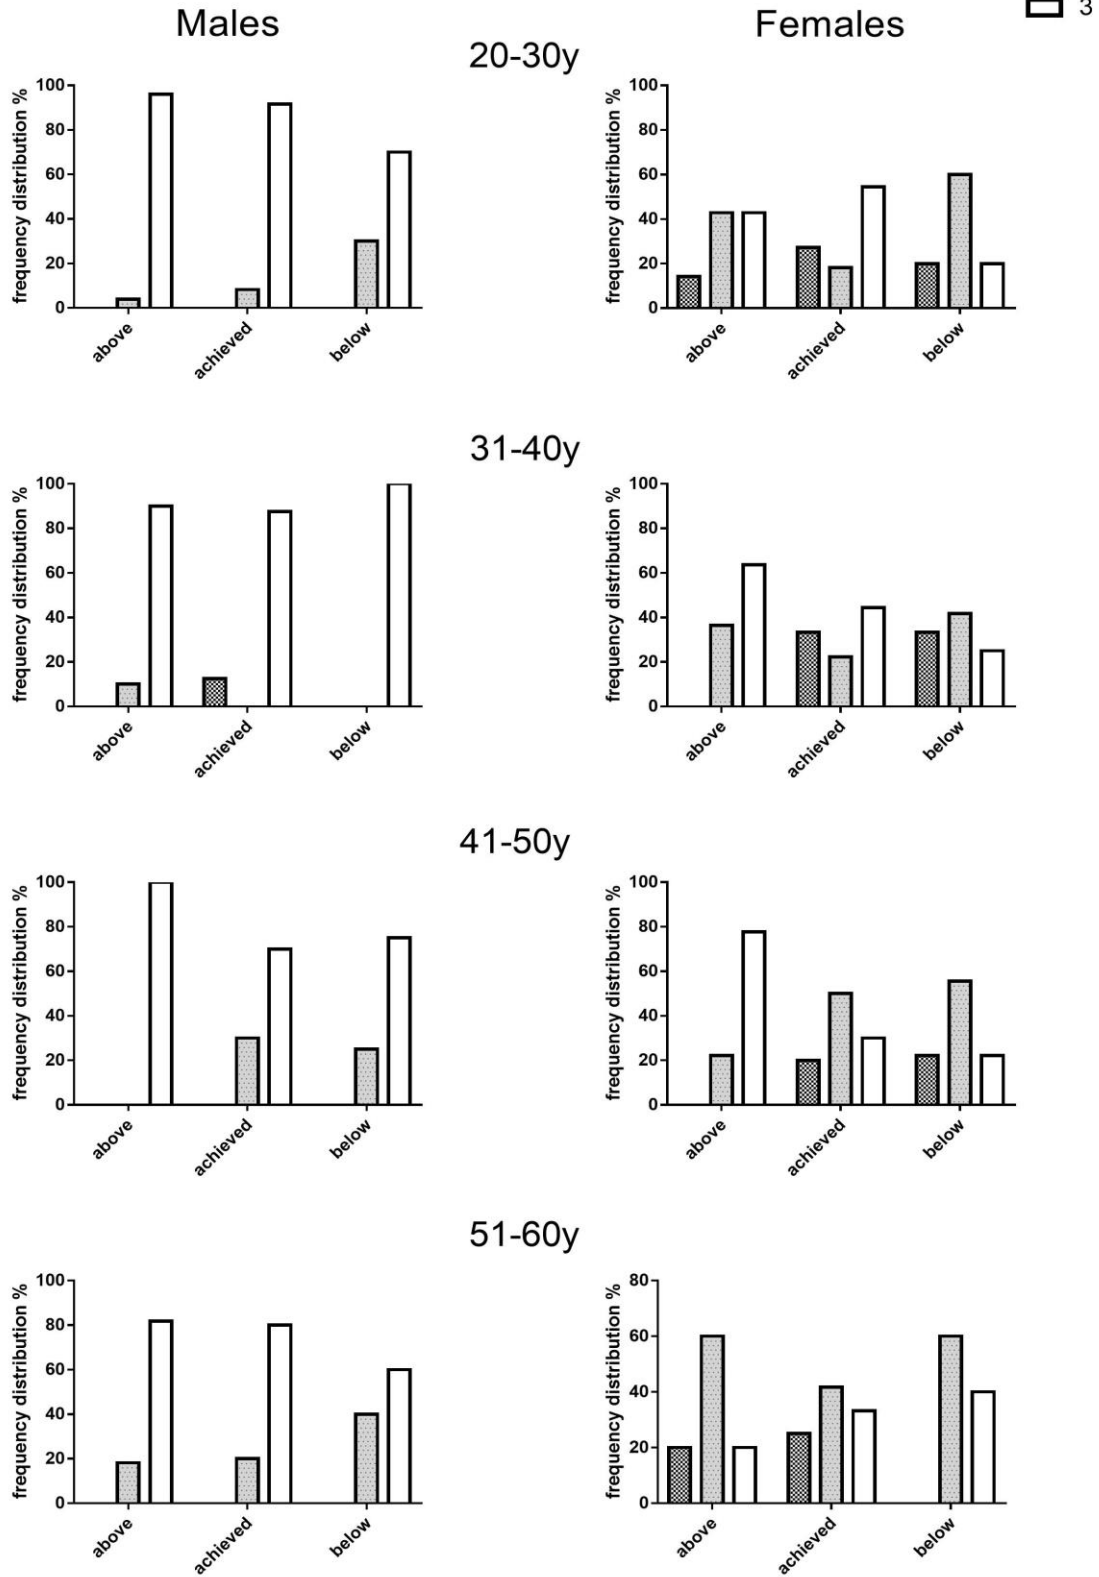 Males
Females
3
20-30y
frequency distribution %
100
80
60
40
20
0
above
achieved
below
frequency distribution %
100
80
60
40
20
0
above
achieved
below
31-40y
frequency distribution %
100
80
60
40
20
0
above
achieved
below
frequency distribution %
100
80
60
40
20
0
above
achieved
below
41-50y
frequency distribution %
100
80
60
40
20
0
above
achieved
below
frequency distribution %
100
80
60
40
20
0
above
achieved
below
51-60y
frequency distribution %
100
80
60
40
20
0
above
achieved
below
frequency distribution %
80
60
40
20
0
above
achieved
below